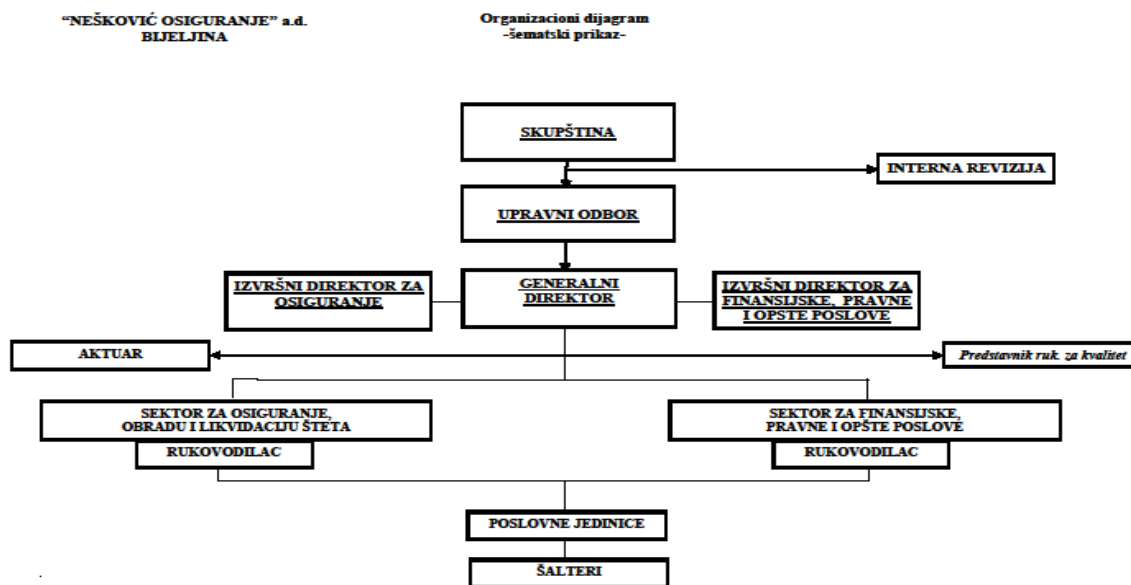 “NEŠKOVIĆ OSIGURANJE” a.d.
BIJELJINA
Organizacioni dijagram
-šematski prikaz-
SKUPŠTINA
INTERNA REVIZIJA
UPRAVNI ODBOR
IZVRŠNI DIREKTOR ZA
OSIGURANJE
GENERALNI
DIREKTOR
IZVRŠNI DIREKTOR ZA
FINANSIJSKE, PRAVNE
I OPSTE POSLOVE
AKTUAR
Predstavnik ruk. za kvalitet
SEKTOR ZA OSIGURANJE,
OBRADU I LIKVIDACIJU ŠTETA
RUKOVODILAC
SEKTOR ZA FINANSIJSKE,
PRAVNE I OPŠTE POSLOVE
RUKOVODILAC
POSLOVNE JEDINICE
ŠALTERI